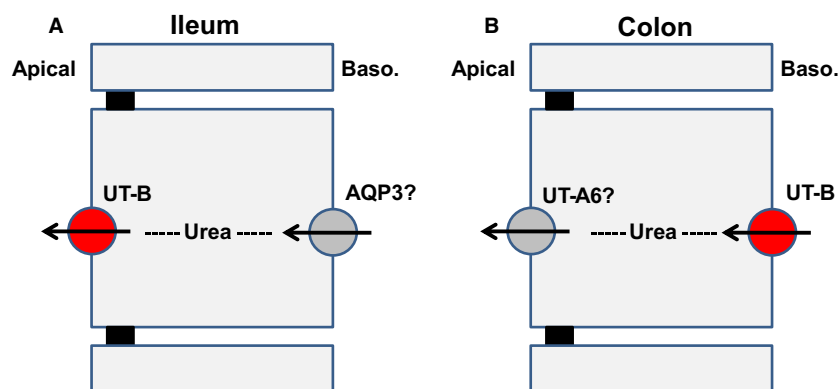 A Ileum
Apical Baso.
UT-B
AQP3?
Urea
B Colon
Apical Baso.
UT-A6?
UT-B
Urea